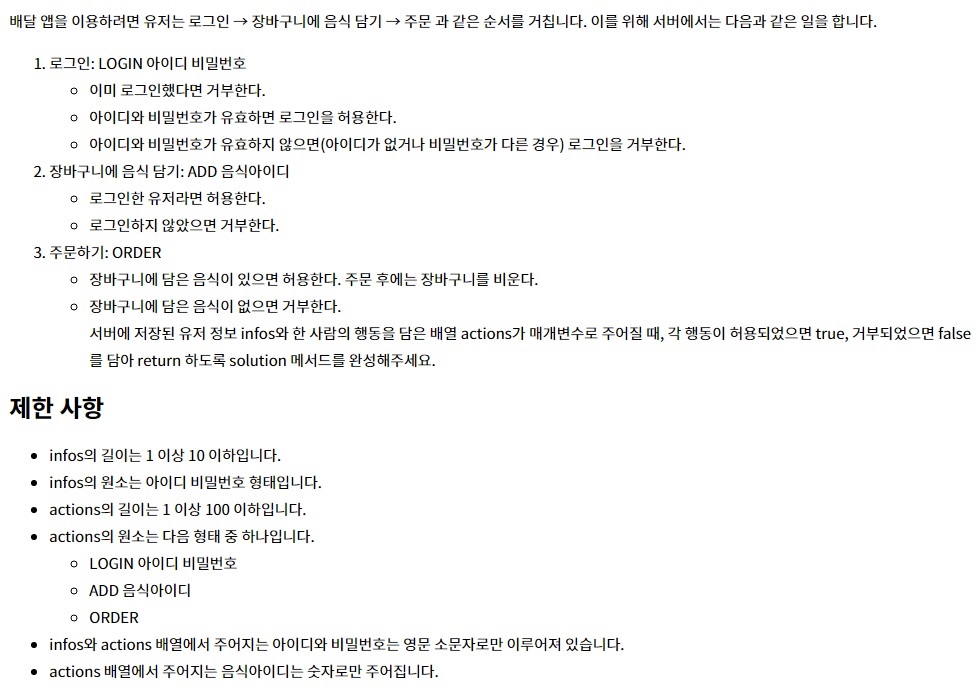 배달 앱을 이용하려면 유저는 로그인 → 장바구니에 음식 담기 → 주문 과 같은 순서를 거칩니다. 이를 위해 서버에서는 다음과 같은 일을 합니다.
1. 로그인: LOGIN 아이디 비밀번호
○ 이미 로그인했다면 거부한다.
○ 아이디와 비밀번호가 유효하면 로그인을 허용한다.
○ 아이디와 비밀번호가 유효하지 않으면(아이디가 없거나 비밀번호가 다른 경우) 로그인을 거부한다.
2. 장바구니에 음식 담기: ADD 음식아이디
○ 로그인한 유저라면 허용한다.
○ 로그인하지 않았으면 거부한다.
3. 주문하기: ORDER
○ 장바구니에 담은 음식이 있으면 허용한다. 주문 후에는 장바구니를 비운다.
○ 장바구니에 담은 음식이 없으면 거부한다.
서버에 저장된 유저 정보 infos와 한 사람의 행동을 담은 배열 actions가 매개변수로 주어질 때, 각 행동이 허용되었으면 true, 거부되었으면 false
를 담아 return 하도록 solution 메서드를 완성해주세요.
제한 사항
• infos의 길이는 1 이상 10 이하입니다.
• infos의 원소는 아이디 비밀번호 형태입니다.
• actions의 길이는 1 이상 100 이하입니다.
• actions의 원소는 다음 형태 중 하나입니다.
○ LOGIN 아이디 비밀번호
○ ADD 음식아이디
○ ORDER
• infos와 actions 배열에서 주어지는 아이디와 비밀번호는 영문 소문자로만 이루어져 있습니다.
• actions 배열에서 주어지는 음식아이디는 숫자로만 주어집니다.